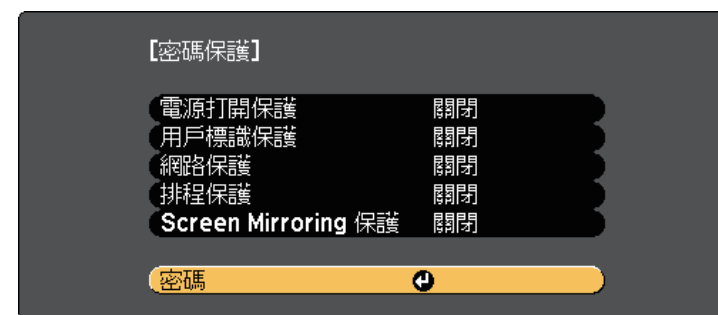 [密碼保護]
電源打開保護 關閉
用戶標識保護 關閉
網路保護 關閉
排程保護 關閉
Screen Mirroring 保護 關閉
密碼